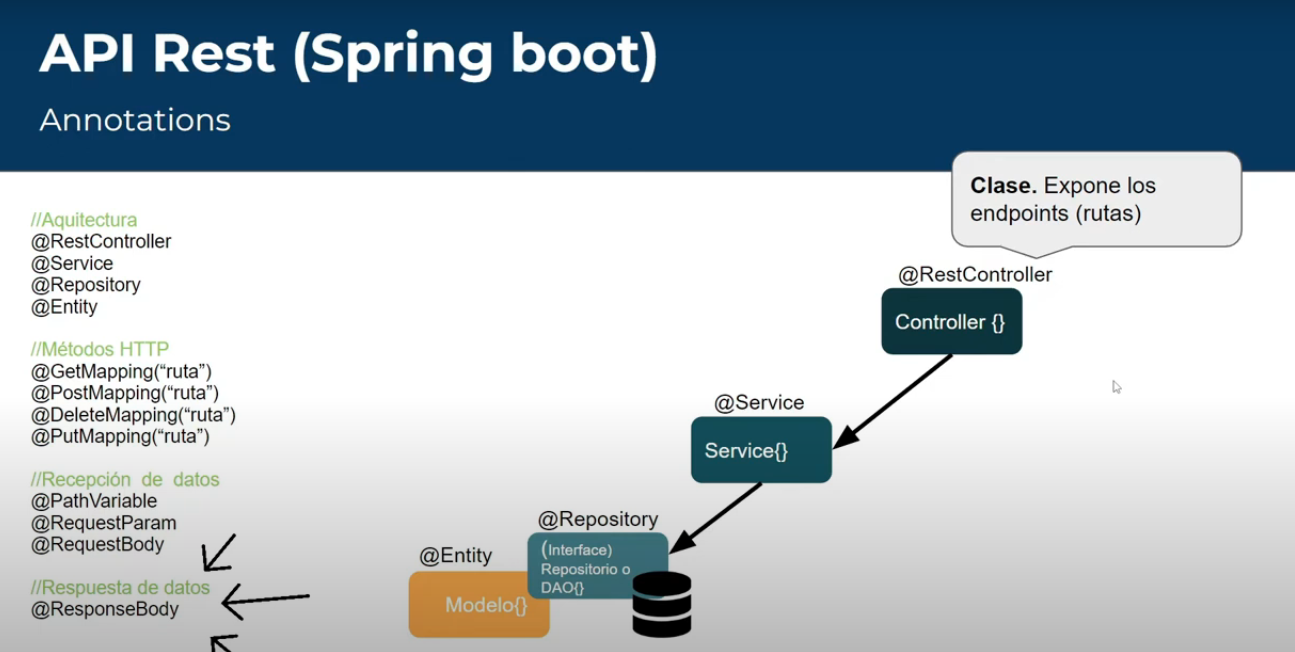 API Rest (Spring boot)
Annotations
//Aquitectura
@RestController
@Service
@Repository
@Entity
//Métodos HTTP
@GetMapping(“ruta”)
@PostMapping(“ruta”)
@DeleteMapping(“ruta”)
@PutMapping(“ruta”)
//Recepción de datos
@PathVariable
@RequestParam
@RequestBody
//Respuesta de datos
@ResponseBody
Clase. Expone los
endpoints (rutas)
@RestController
Controller {}
@Service
Service{}
@Repository
(Interface)
Repositorio o
DAO{}
@Entity
Modelo{}